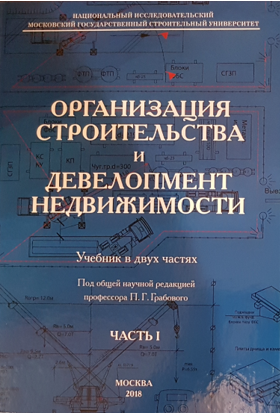 НАЦИОНАЛЬНЫЙ ИССЛЕДОВАТЕЛЬСКИЙ
МОСКОВСКИЙ ГОСУДАРСТВЕННЫЙ СТРОИТЕЛЬНЫЙ УНИВЕРСИТЕТ
ОРГАНИЗАЦИЯ
СТРОИТЕЛЬСТВА
И
ДЕВЕЛОПМЕНТ
НЕДВИЖИМОСТИ
Учебник в двух частях
Под общей научной редакцией
профессора П. Г. Грабового
ЧАСТЬ I
МОСКВА
2018